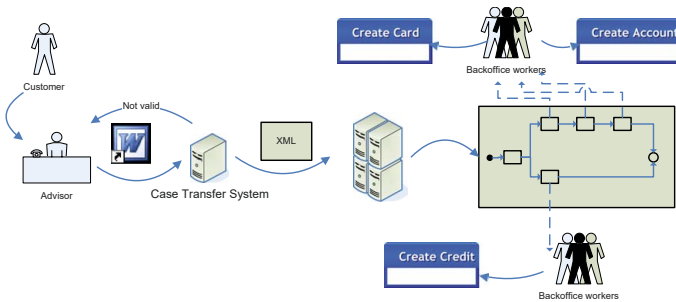 Create Card
Create Account
Backoffice workers
Customer
Not valid
W
XML
Case Transfer System
Advisor
Create Credit
Backoffice workers